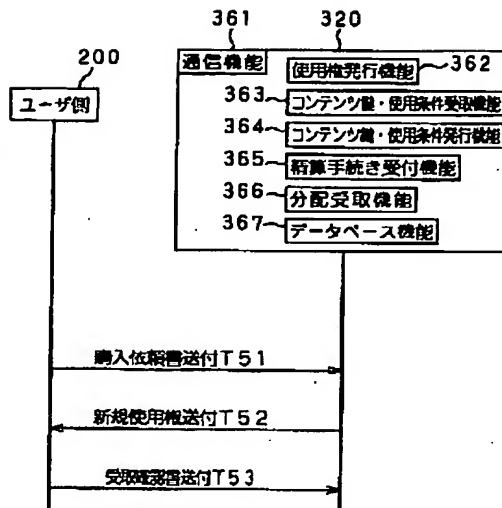 361 320
200
通信機能
使用権発行機能 362
ユーザ側
363 コンテンツ鍵・使用条件受取機能
364 コンテンツ鍵・使用条件発行機能
365 精算手続き受付機能
366 分配受取機能
367 データベース機能
購入依頼書送付T51
新規使用権送付T52
受取確認書送付T53